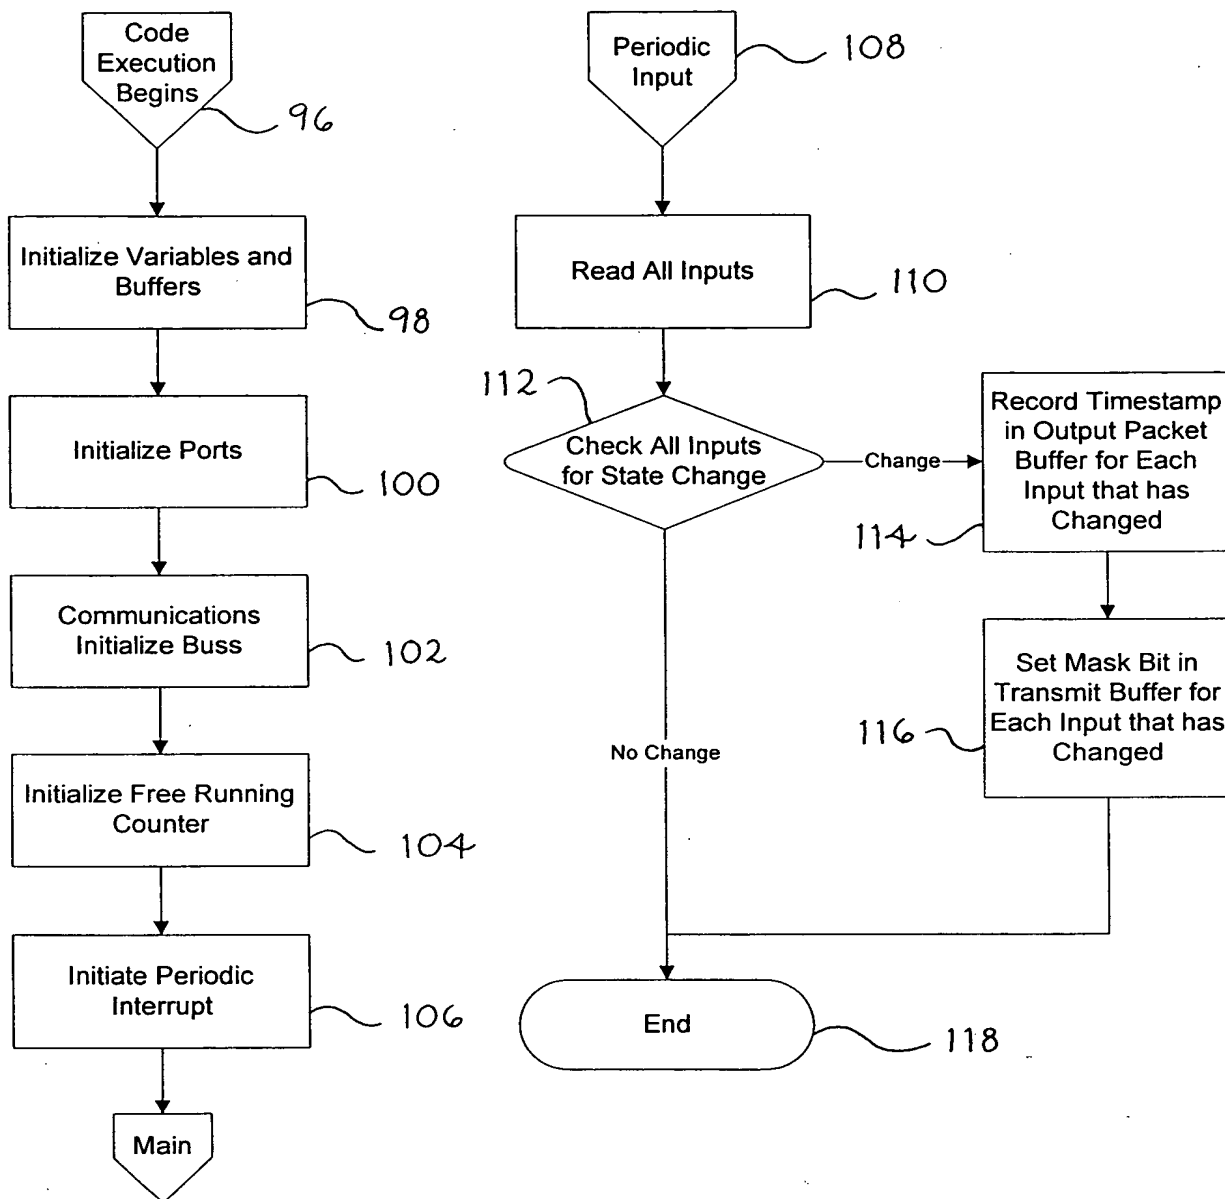 Code
Execution
Begins
96
Initialize Variables and
Buffers
98
Initialize Ports
100
Communications
Initialize Buss
102
Initialize Free Running
Counter
104
Initiate Periodic
Interrupt
106
Main
Periodic
Input
108
Read All Inputs
110
112
Check All Inputs
for State Change
Change
No Change
Record Timestamp
in Output Packet
Buffer for Each
Input that has
Changed
114
Set Mask Bit in
Transmit Buffer for
Each Input that has
Changed
116
End
118